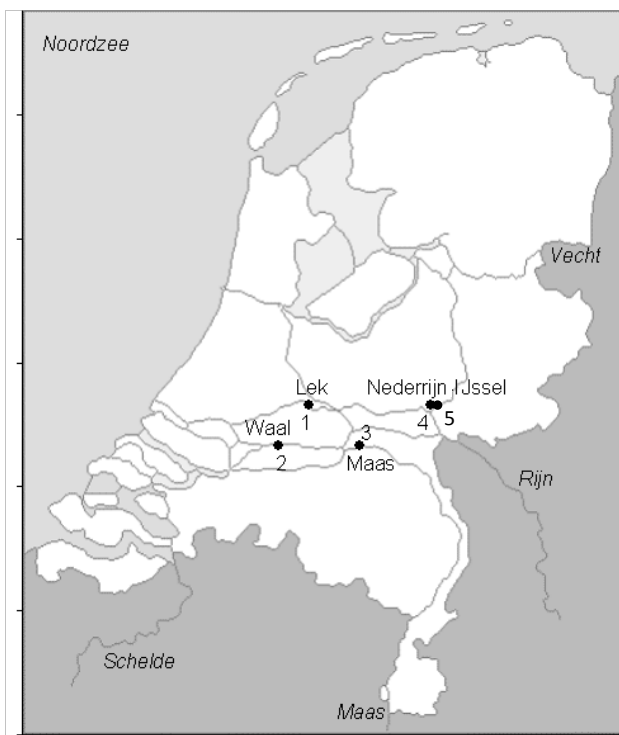 Noordzee
Vecht
Lek
Nederrijn IJssel
1
4
5
Waal
3
2
Maas
Rijn
Schelde
Maas